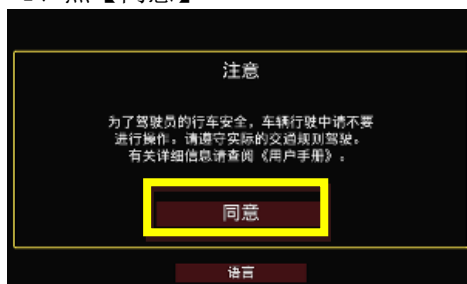 注意
为了驾驶员的行车安全，车辆行驶中请不要
进行操作。请遵守实际的交通规则驾驶。
有关详细信息请查阅《用户手册》。
同意
语言